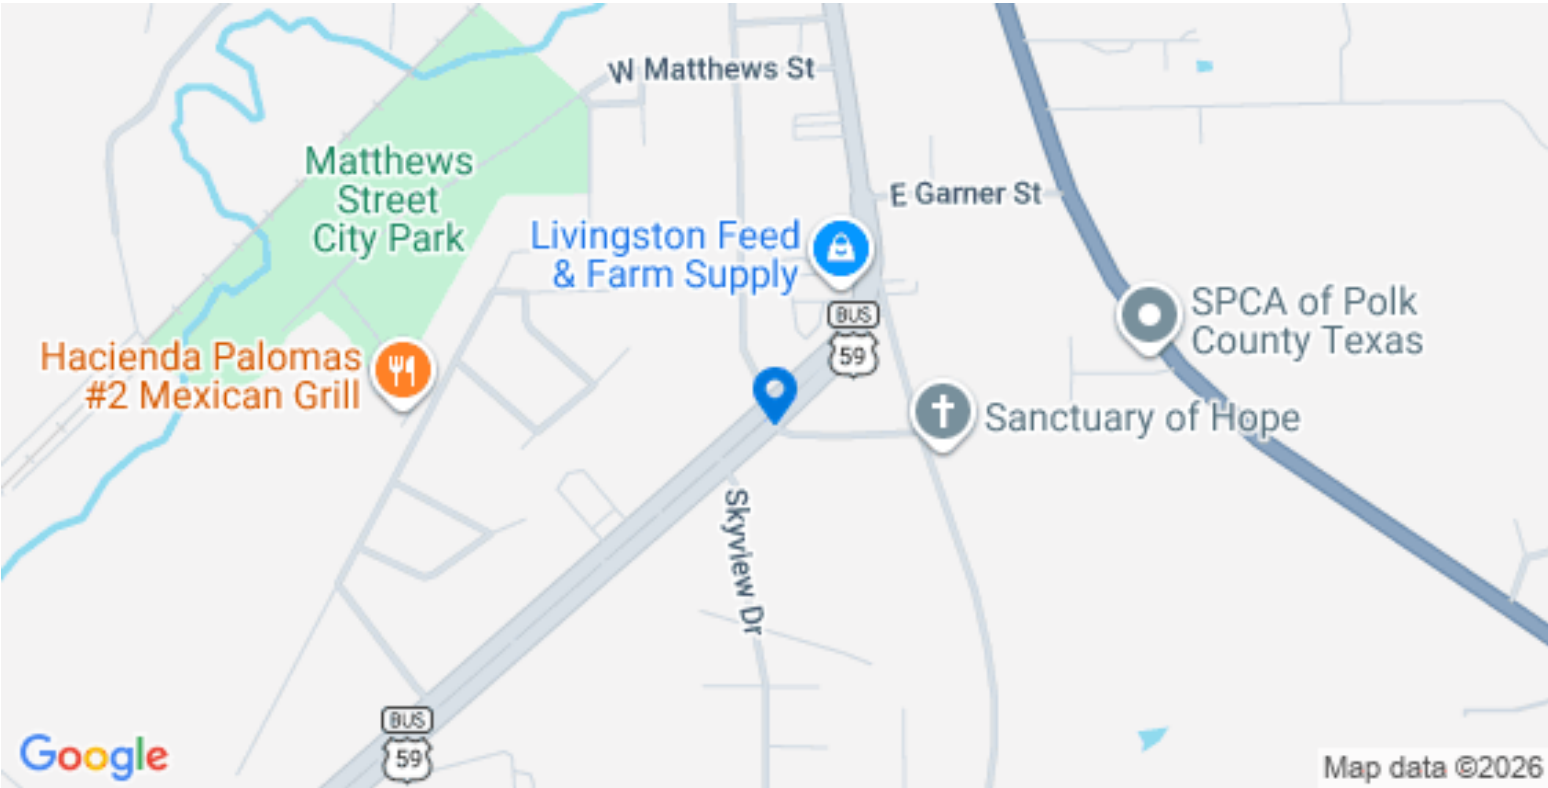 W Matthews St
Matthews
Street
City Park
E Garner St
Livingston Feed
& Farm Supply
BUS
59
SPCA of Polk
County Texas
Hacienda Palomas
#2 Mexican Grill
Sanctuary of Hope
Skyview Dr
BUS
59
Google
Map data ©2026